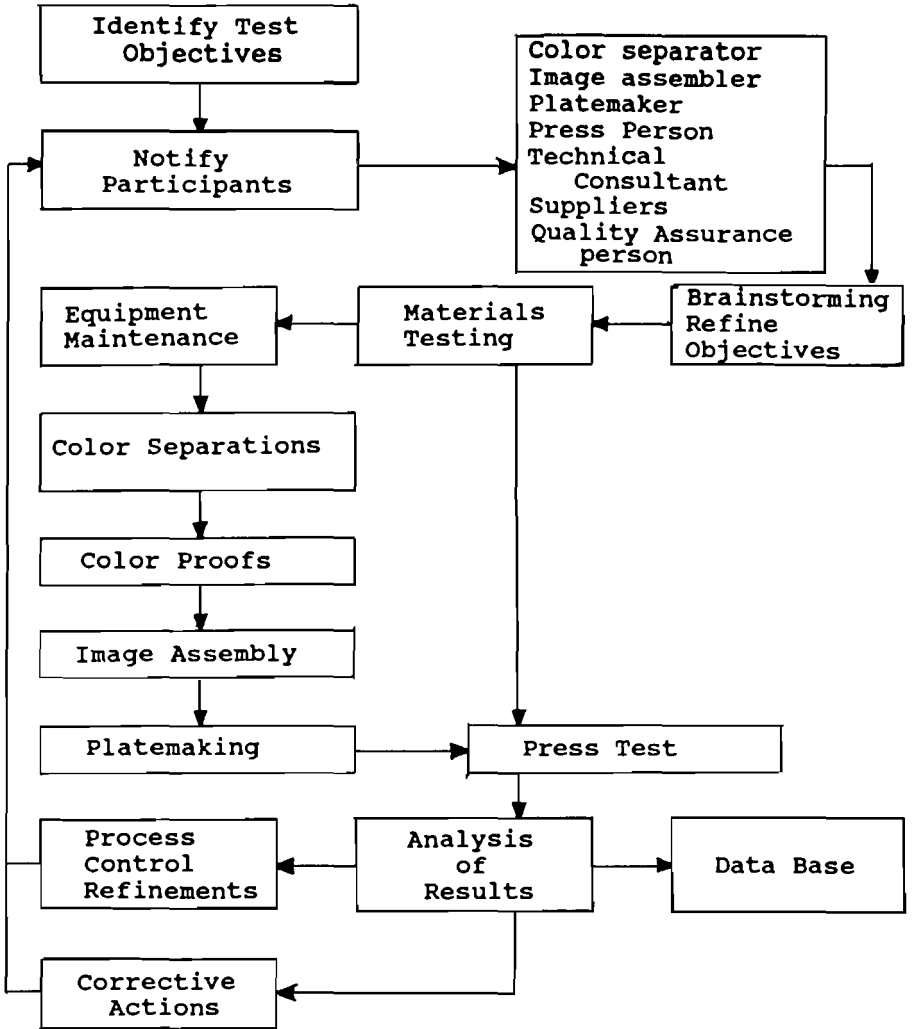 Identify Test
Objectives
Notify
Participants
Color separator
Image assembler
Platemaker
Press Person
Technical
Consultant
Suppliers
Quality Assurance
person
Brainstorming
Refine
Objectives
Materials
Testing
Equipment
Maintenance
Color Separations
Color Proofs
Image Assembly
Platemaking
Press Test
Analysis
of
Results
Data Base
Process
Control
Refinements
Corrective
Actions